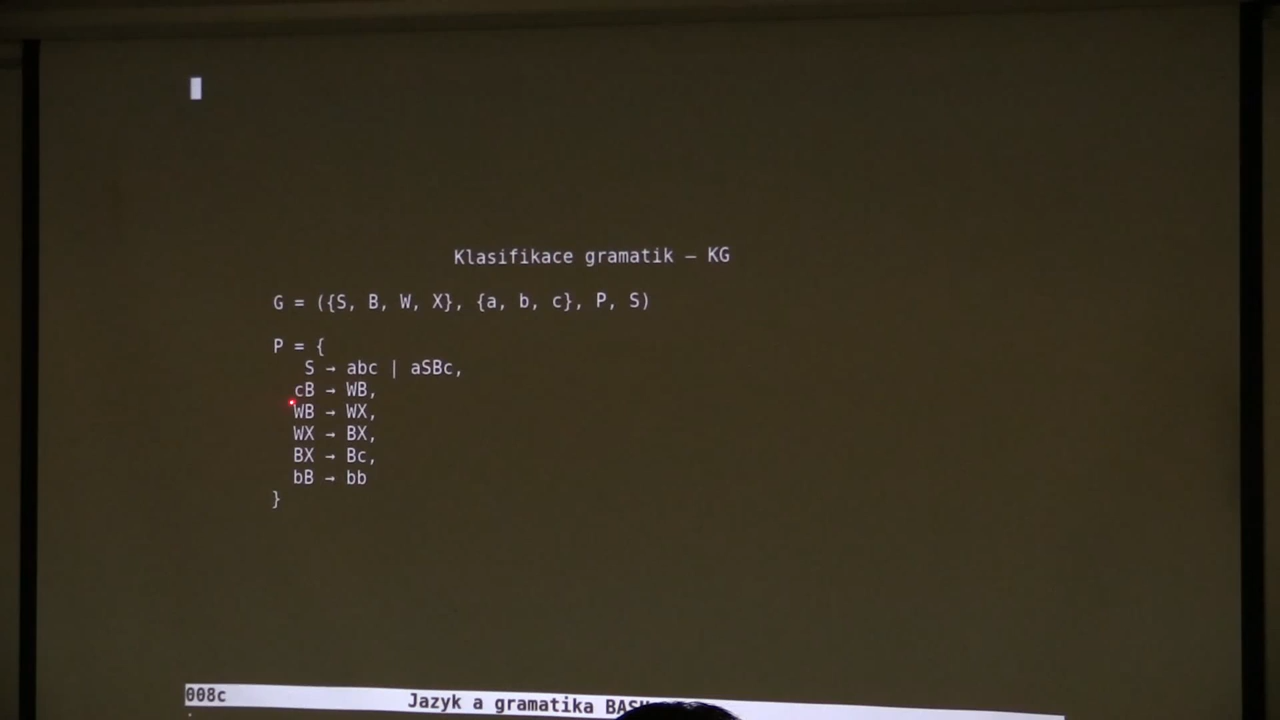 Klasifikace gramatik – KG
G = ({S, B, W, X}, {a, b, c}, P, S)
P = {
S → abc | aSBc,
cB → WB,
WB → WX,
WX → BX,
BX → Bc,
bB → bb
}
008c Jazyk a gramatika